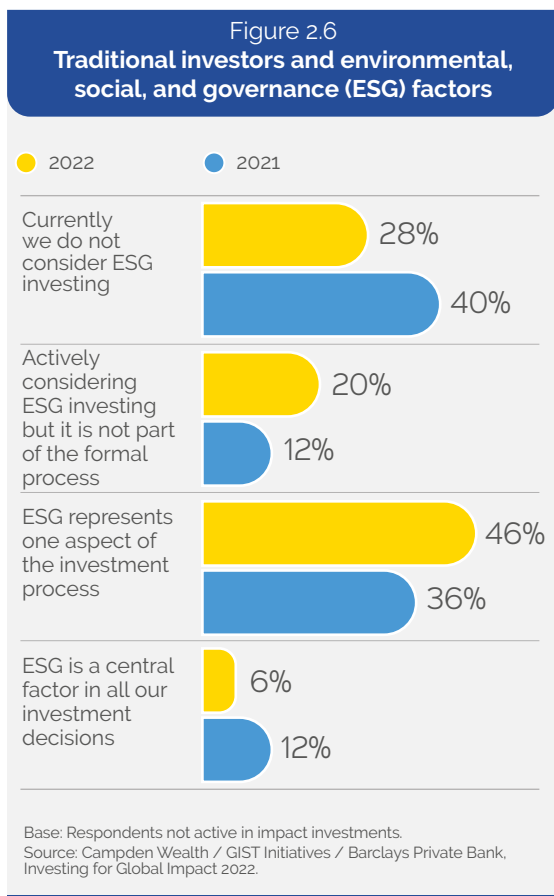 Figure 2.6
Traditional investors and environmental,
social, and governance (ESG) factors
2022
2021
Currently
we do not
consider ESG
investing
28%
40%
Actively
considering
ESG investing
but it is not part
of the formal
process
20%
12%
ESG represents
one aspect of
the investment
process
46%
36%
ESG is a central
factor in all our
investment
decisions
6%
12%
Base: Respondents not active in impact investments.
Source: Campden Wealth / GIST Initiatives / Barclays Private Bank,
Investing for Global Impact 2022.